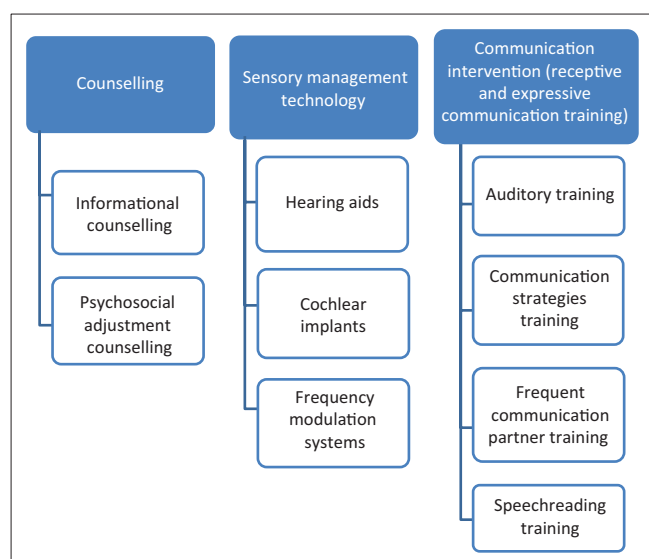 Counselling
Informational
counselling
Psychosocial
adjustment
counselling
Sensory management
technology
Hearing aids
Cochlear
implants
Frequency
modulation
systems
Communication
intervention (receptive
and expressive
communication training)
Auditory training
Communication
strategies
training
Frequent
communication
partner training
Speechreading
training